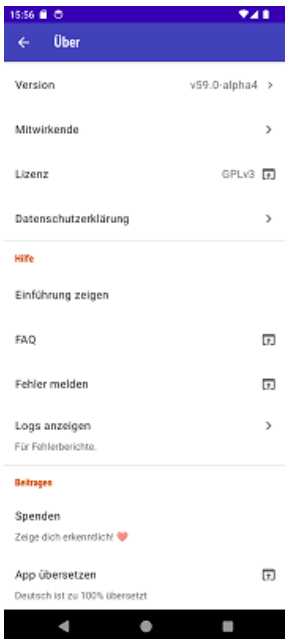 15:56
Über
Version v59.0-alpha4
Mitwirkende
Lizenz GPLv3
Datenschutzerklärung
Hilfe
Einführung zeigen
FAQ
Fehler melden
Logs anzeigen
Für Fehlerberichte.
Beitragen
Spenden
Zeige dich erkenntlich! ❤️
App übersetzen
Deutsch ist zu 100% übersetzt